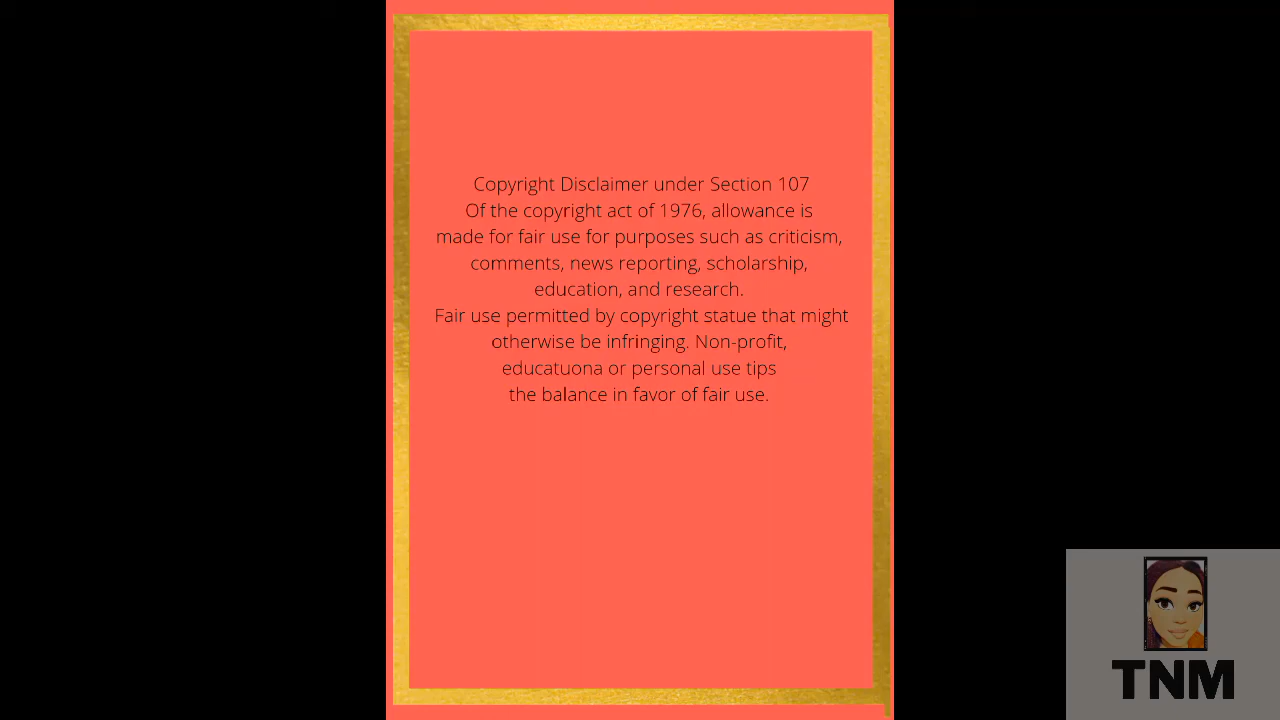 Copyright Disclaimer under Section 107
Of the copyright act of 1976, allowance is
made for fair use for purposes such as criticism,
comments, news reporting, scholarship,
education, and research.
Fair use permitted by copyright statue that might
otherwise be infringing. Non-profit,
educatuona or personal use tips
the balance in favor of fair use.
TNM